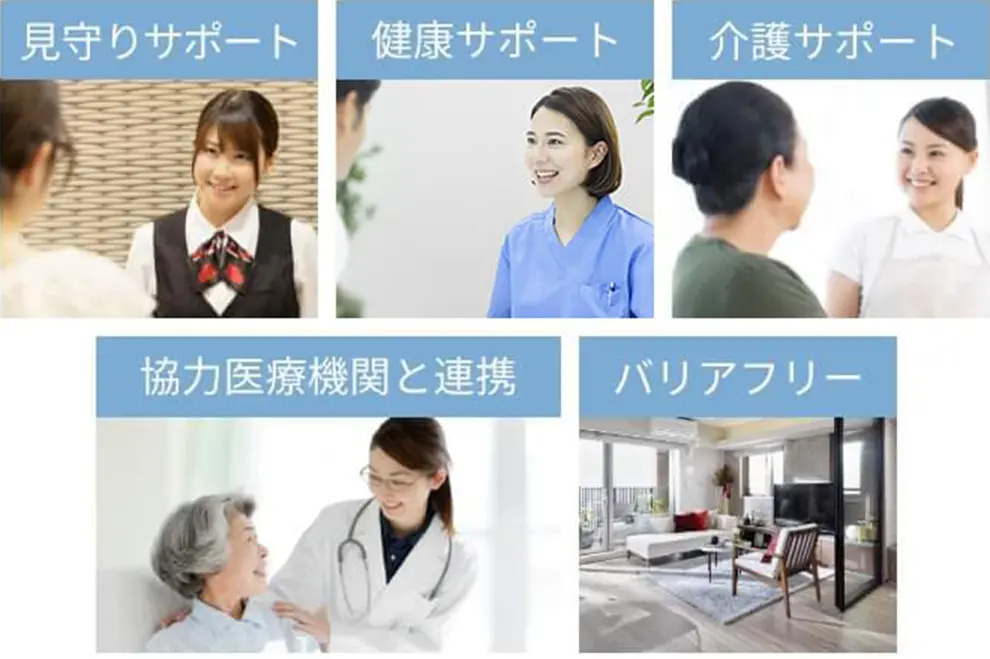 見守りサポート
健康サポート
介護サポート
協力医療機関と連携
バリアフリー